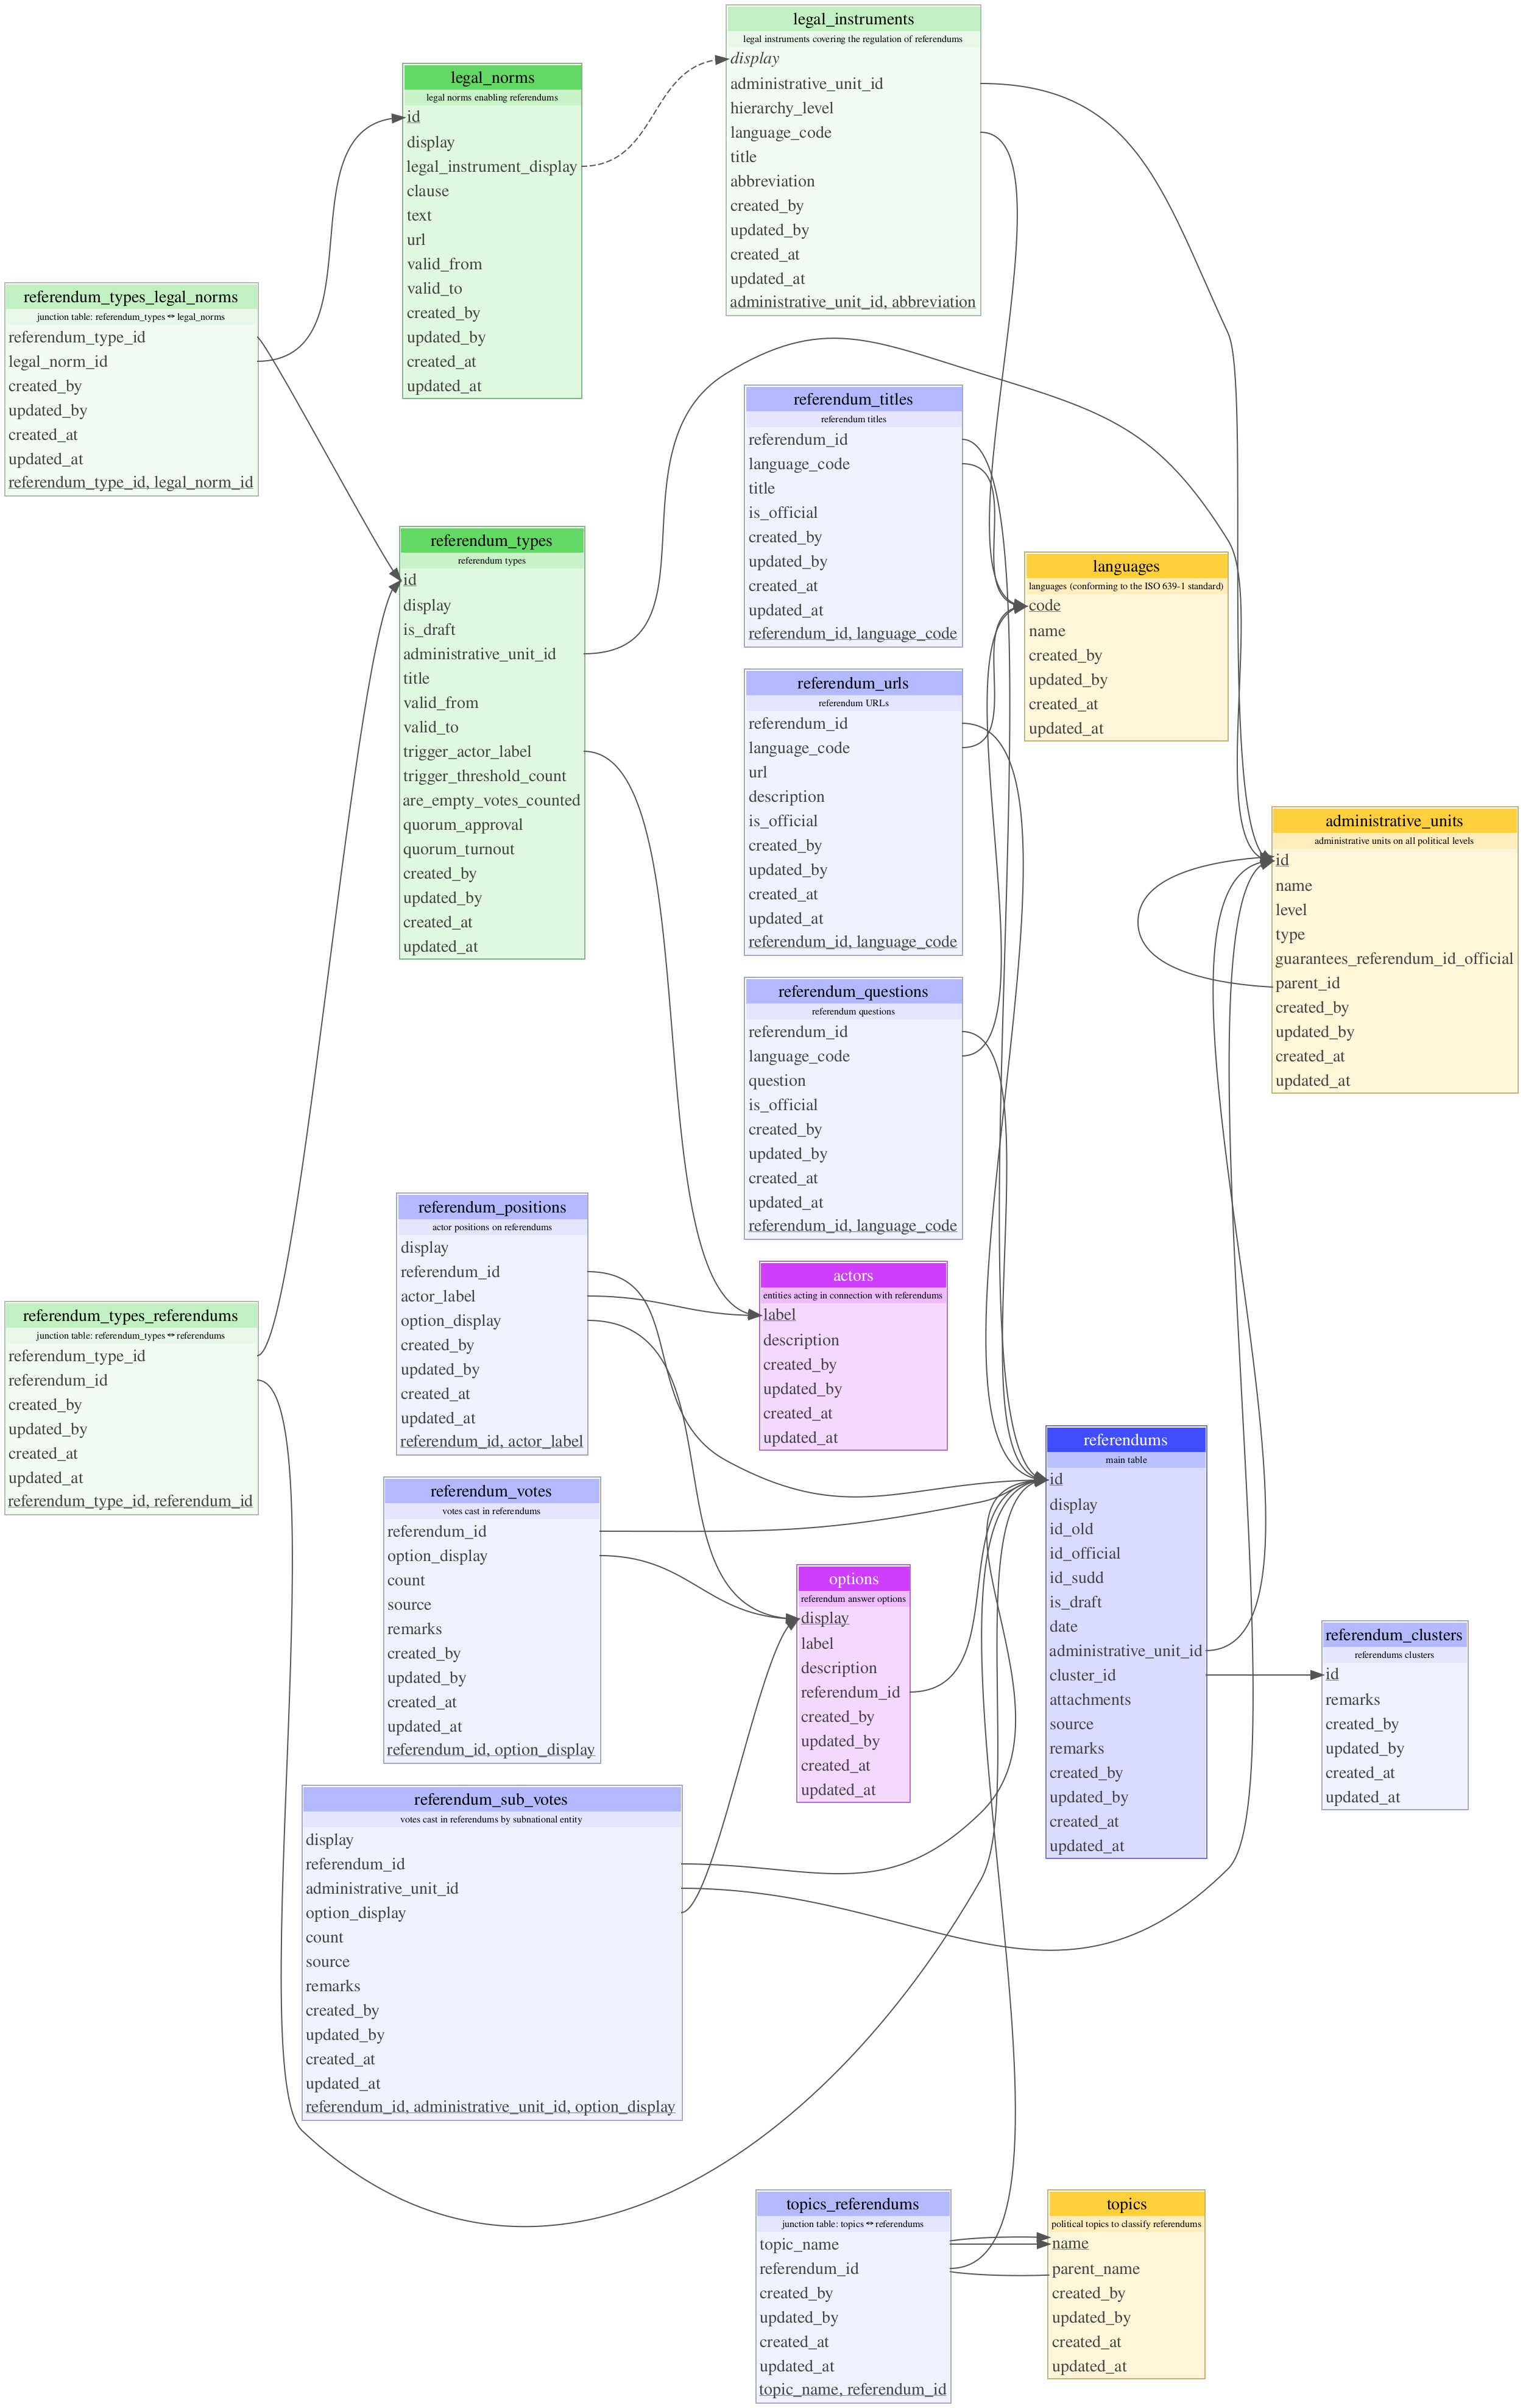 legal_instruments
legal instruments covering the regulation of referendums
display
administrative_unit_id
hierarchy_level
language_code
title
abbreviation
created_by
updated_by
created_at
updated_at
administrative_unit_id, abbreviation
legal_norms
legal norms enabling referendums
id
display
legal_instrument_display
clause
text
url
valid_from
valid_to
created_by
updated_by
created_at
updated_at
referendum_types_legal_norms
junction table: referendum_types ⇔ legal_norms
referendum_type_id
legal_norm_id
created_by
updated_by
created_at
updated_at
referendum_type_id, legal_norm_id
referendum_titles
referendum titles
referendum_id
language_code
title
is_official
created_by
updated_by
created_at
updated_at
referendum_id, language_code
referendum_types
referendum types
id
display
is_draft
administrative_unit_id
title
valid_from
valid_to
trigger_actor_label
trigger_threshold_count
are_empty_votes_counted
quorum_approval
quorum_turnout
created_by
updated_by
created_at
updated_at
languages
languages (conforming to the ISO 639-1 standard)
code
name
created_by
updated_by
created_at
updated_at
referendum_urls
referendum URLs
referendum_id
language_code
url
description
is_official
created_by
updated_by
created_at
updated_at
referendum_id, language_code
administrative_units
administrative units on all political levels
id
name
level
type
guarantees_referendum_id_official
parent_id
created_by
updated_by
created_at
updated_at
referendum_questions
referendum questions
referendum_id
language_code
question
is_official
created_by
updated_by
created_at
updated_at
referendum_id, language_code
referendum_positions
actor positions on referendums
display
referendum_id
actor_label
option_display
created_by
updated_by
created_at
updated_at
referendum_id, actor_label
actors
entities acting in connection with referendums
label
description
created_by
updated_by
created_at
updated_at
referendum_types_referendums
junction table: referendum_types ⇔ referendums
referendum_type_id
referendum_id
created_by
updated_by
created_at
updated_at
referendum_type_id, referendum_id
referendums
main table
id
display
id_old
id_official
id_sudd
is_draft
date
administrative_unit_id
cluster_id
attachments
source
remarks
created_by
updated_by
created_at
updated_at
referendum_votes
votes cast in referendums
referendum_id
option_display
count
source
remarks
created_by
updated_by
created_at
updated_at
referendum_id, option_display
options
referendum answer options
display
label
description
referendum_id
created_by
updated_by
created_at
updated_at
referendum_clusters
referendums clusters
id
remarks
created_by
updated_by
created_at
updated_at
referendum_sub_votes
votes cast in referendums by subnational entity
display
referendum_id
administrative_unit_id
option_display
count
source
remarks
created_by
updated_by
created_at
updated_at
referendum_id, administrative_unit_id, option_display
topics_referendums
junction table: topics ⇔ referendums
topic_name
referendum_id
created_by
updated_by
created_at
updated_at
topic_name, referendum_id
topics
political topics to classify referendums
name
parent_name
created_by
updated_by
created_at
updated_at